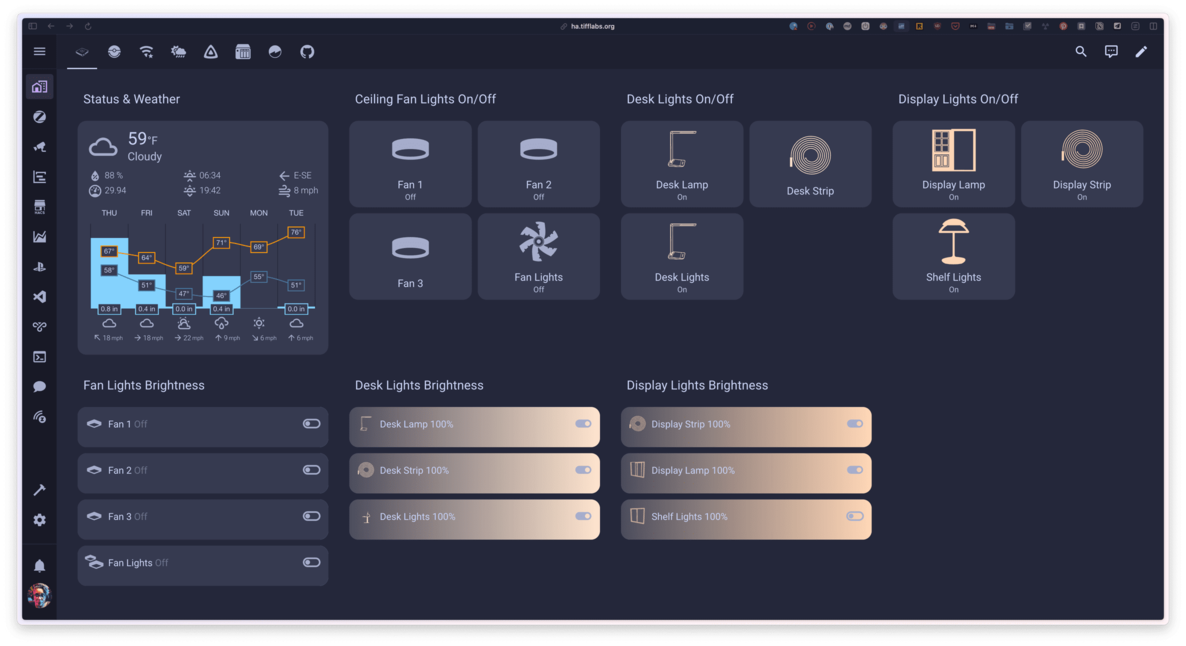 ha.tifflabs.org
Status & Weather
Ceiling Fan Lights On/Off
Desk Lights On/Off
Display Lights On/Off
59°F
Cloudy
88 %
06:34
E-SE
29.94
19:42
8 mph
THU FRI SAT SUN MON TUE
67° 64° 59° 71° 69° 76°
58° 51° 47° 46° 55° 51°
0.8 in 0.4 in 0.0 in 0.4 in 0.0 in
18 mph 18 mph 22 mph 9 mph 6 mph 6 mph
Fan 1
Off
Fan 2
Off
Fan 3
Fan Lights
Off
Desk Lamp
On
Desk Strip
Desk Lights
On
Display Lamp
On
Display Strip
On
Shelf Lights
On
Fan Lights Brightness
Fan 1 Off
Fan 2 Off
Fan 3 Off
Fan Lights Off
Desk Lights Brightness
Desk Lamp 100%
Desk Strip 100%
Desk Lights 100%
Display Lights Brightness
Display Strip 100%
Display Lamp 100%
Shelf Lights 100%